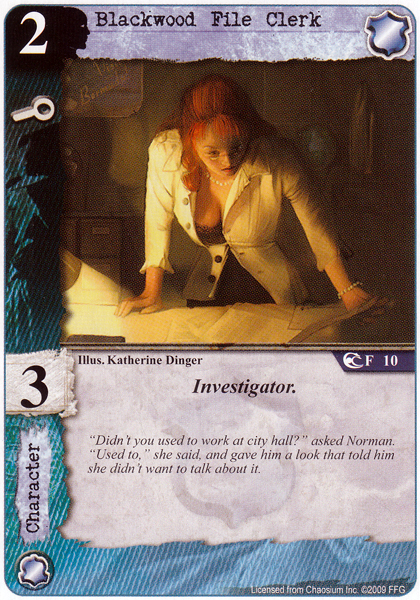 2
Blackwood File Clerk
Illus. Katherine Dinger
F 10
3
Investigator.
"Didn't you used to work at city hall?" asked Norman.
"Used to," she said, and gave him a look that told him
she didn't want to talk about it.
Character
Licensed from Chaosium Inc. ©2009 FFG